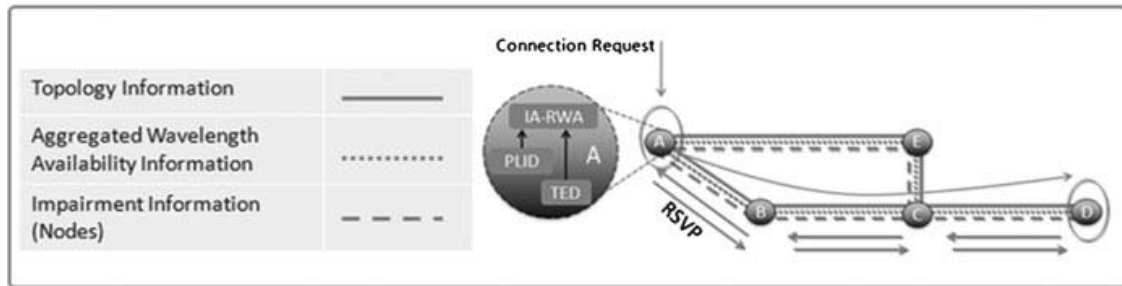 Topology Information
Aggregated Wavelength
Availability Information
Impairment Information
(Nodes)
Connection Request
IA-RWA
A
PLID
TED
A
E
B
C
D
RSVP